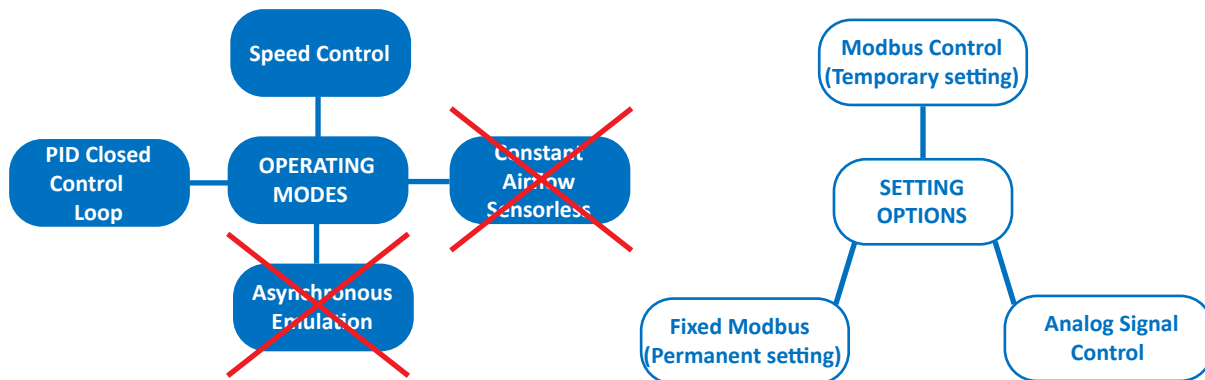 Speed Control
PID Closed
Control
Loop
OPERATING
MODES
Constant
Airflow
Sensorless
Asynchronous
Emulation
Modbus Control
(Temporary setting)
SETTING
OPTIONS
Fixed Modbus
(Permanent setting)
Analog Signal
Control